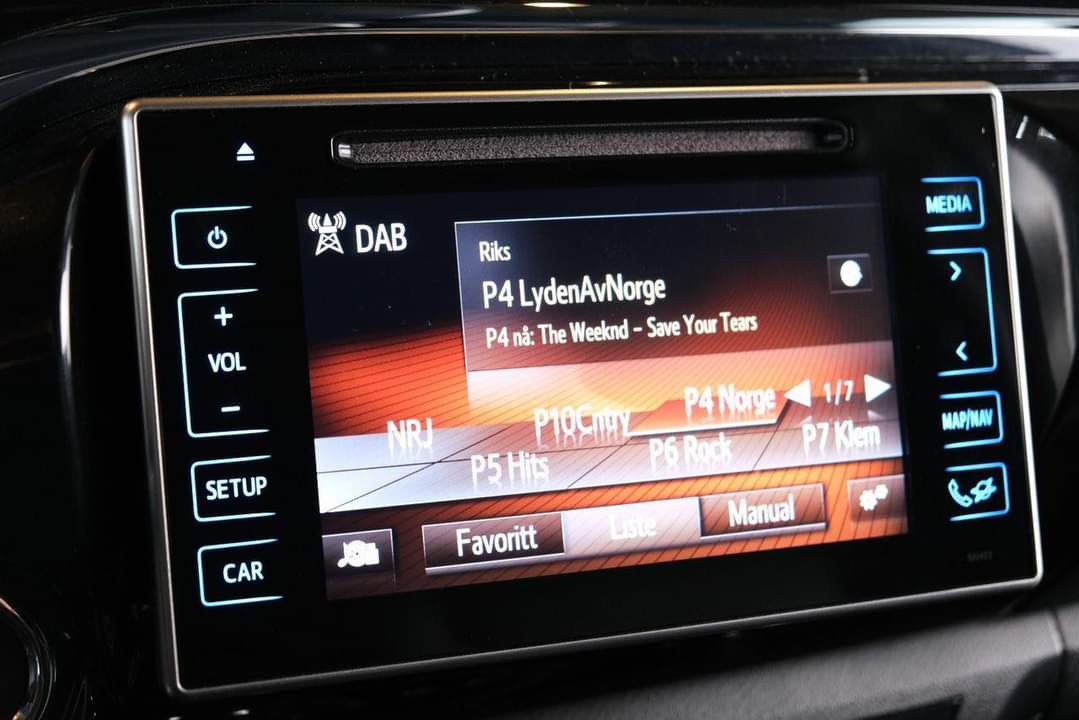 DAB
Riks
P4 LydenAvNorge
P4 nå: The Weeknd – Save Your Tears
NRJ
P10Cntry
P4 Norge
1/7
P5 Hits
P6 Rock
P7 Klem
Favoritt
Liste
Manual
+
VOL
–
SETUP
CAR
MEDIA
>
<
MAP/NAV